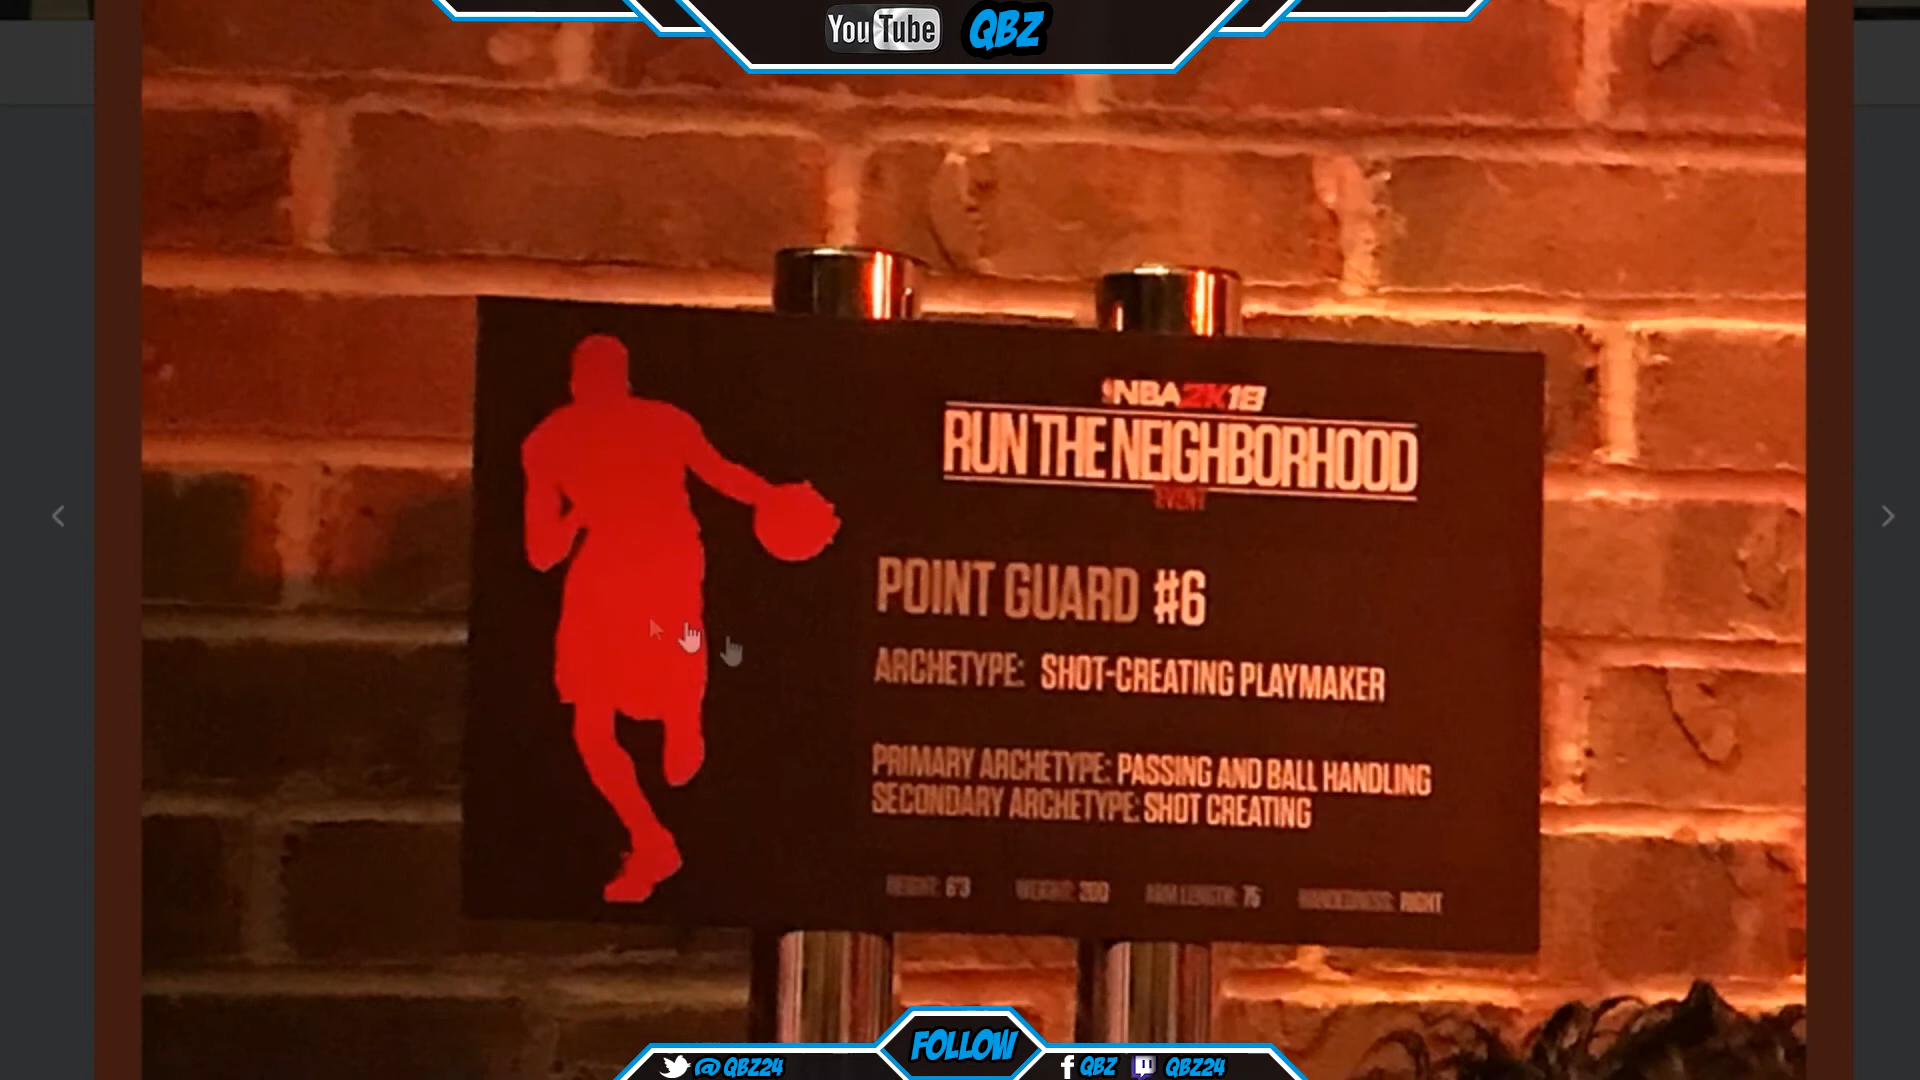 YouTube QBZ
NBA2K18
RUN THE NEIGHBORHOOD
EVENT
POINT GUARD #6
ARCHETYPE: SHOT-CREATING PLAYMAKER
PRIMARY ARCHETYPE: PASSING AND BALL HANDLING
SECONDARY ARCHETYPE: SHOT CREATING
HEIGHT: 6'3 WEIGHT: 200 ARM LENGTH: 75 HANDEDNESS: RIGHT
FOLLOW
@QBZ24 QBZ QBZ24